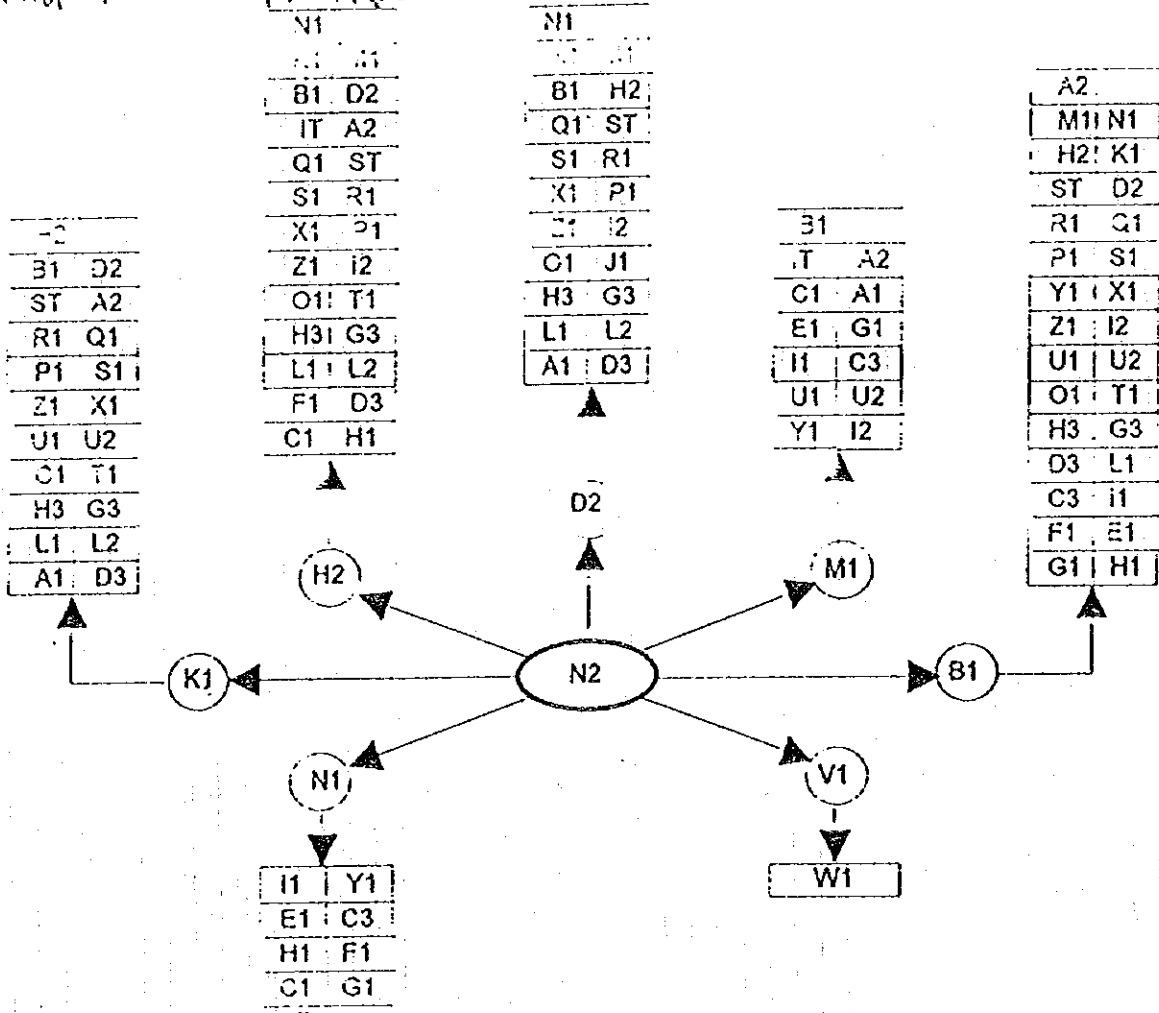 N1
B1 D2
IT A2
Q1 ST
S1 R1
X1 P1
Z1 I2
O1 T1
H3 G3
L1 L2
F1 D3
C1 H1
H2
N1
B1 H2
Q1 ST
S1 R1
X1 P1
Z1 I2
O1 J1
H3 G3
L1 L2
A1 D3
D2
B1 D2
ST A2
R1 Q1
P1 S1
Z1 X1
U1 U2
C1 T1
H3 G3
L1 L2
A1 D3
K1
B1
IT A2
C1 A1
E1 G1
I1 C3
U1 U2
Y1 I2
M1
A2
M1 N1
H2 K1
ST D2
R1 Q1
P1 S1
Y1 X1
Z1 I2
U1 U2
O1 T1
H3 G3
D3 L1
C3 I1
F1 E1
G1 H1
B1
N2
N1
I1 Y1
E1 C3
H1 F1
C1 G1
V1
W1